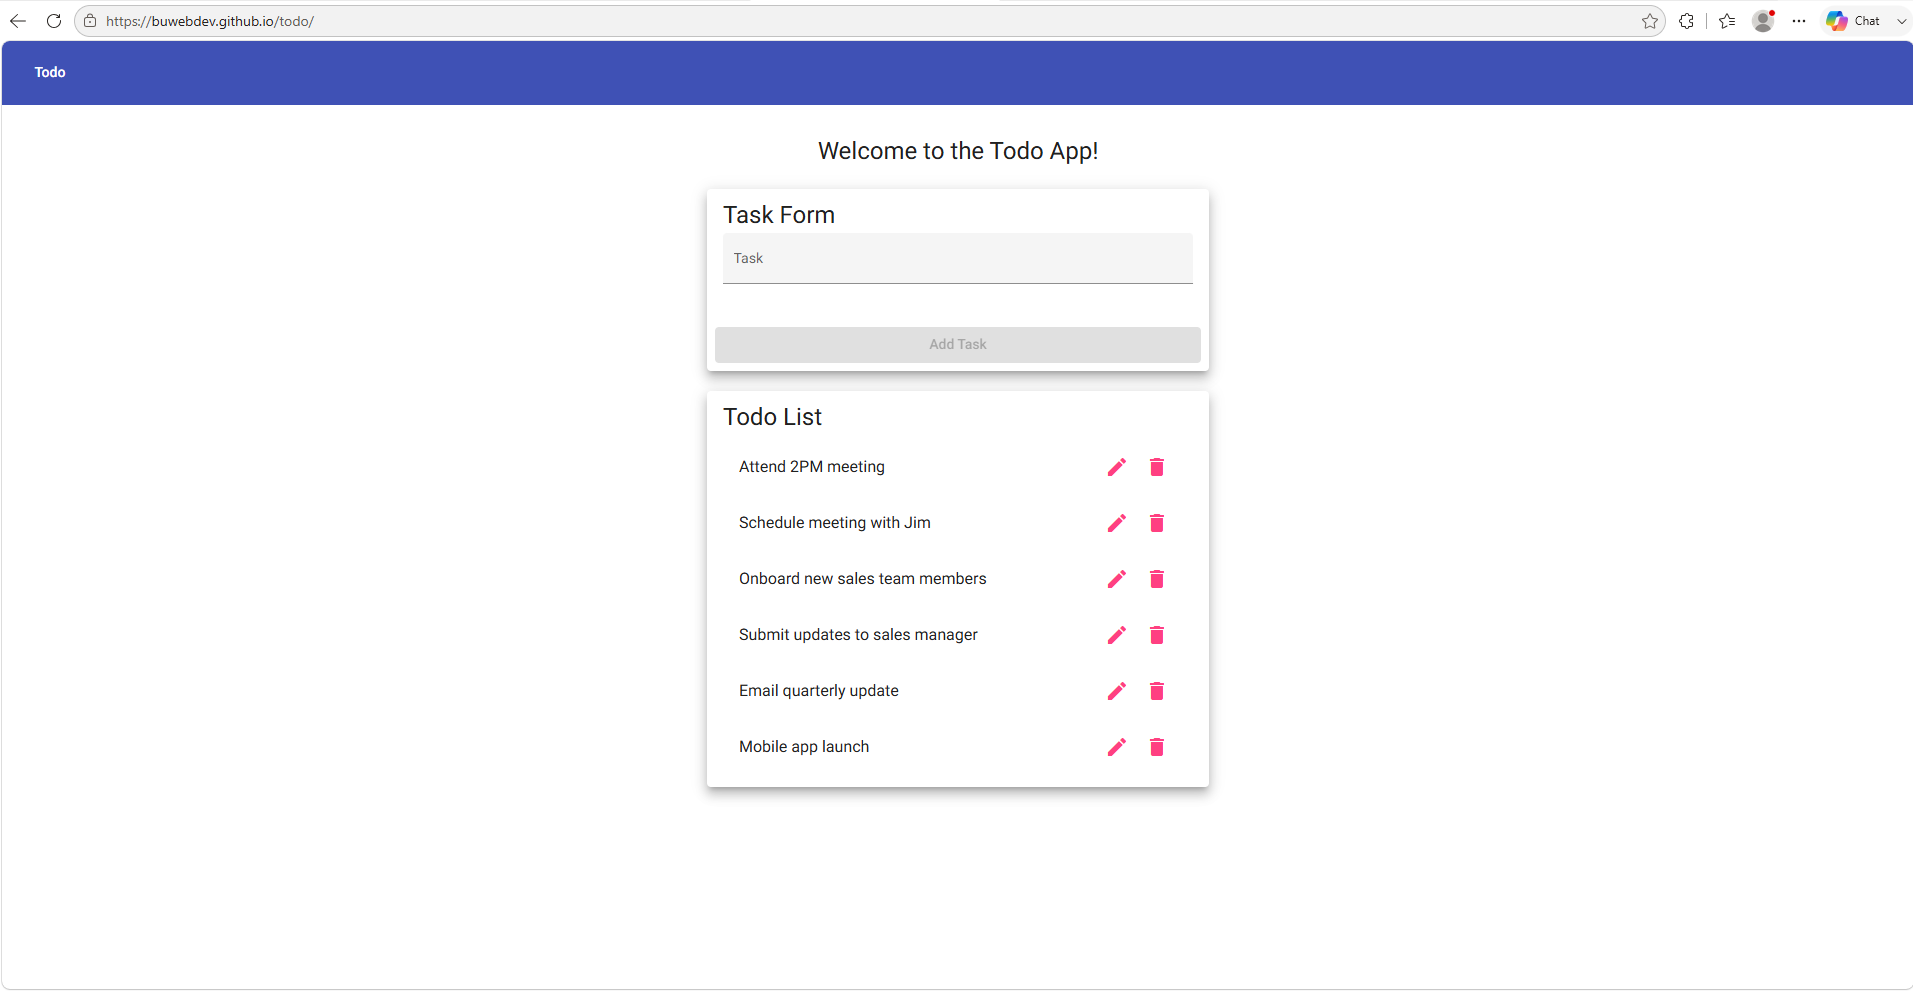 https://buwebdev.github.io/todo/
Chat
Todo
Welcome to the Todo App!
Task Form
Task
Add Task
Todo List
Attend 2PM meeting
Schedule meeting with Jim
Onboard new sales team members
Submit updates to sales manager
Email quarterly update
Mobile app launch